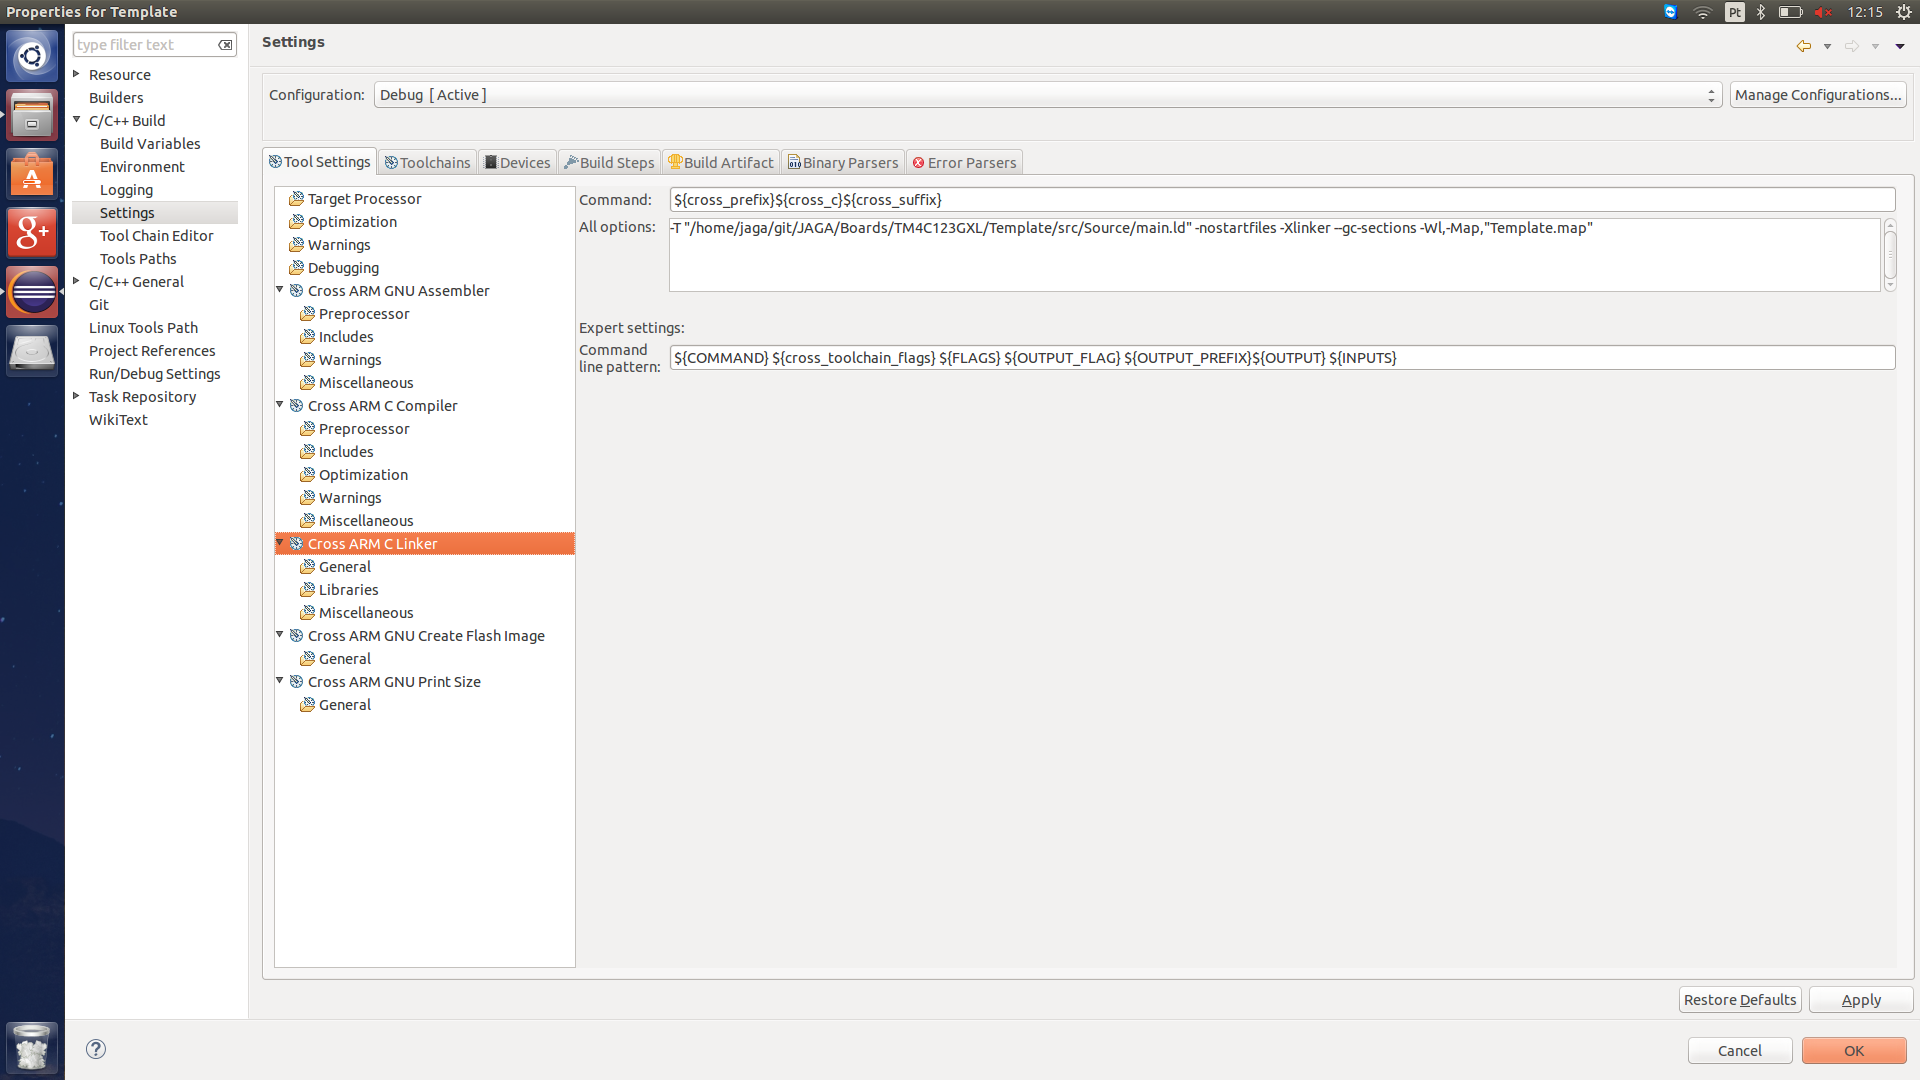 Properties for Template
Pt
12:15
type filter text
Resource
Builders
C/C++ Build
Build Variables
Environment
Logging
Settings
Tool Chain Editor
Tools Paths
C/C++ General
Git
Linux Tools Path
Project References
Run/Debug Settings
Task Repository
WikiText
Settings
Configuration:
Debug [ Active ]
Manage Configurations...
Tool Settings
Toolchains
Devices
Build Steps
Build Artifact
Binary Parsers
Error Parsers
Target Processor
Optimization
Warnings
Debugging
Cross ARM GNU Assembler
Preprocessor
Includes
Warnings
Miscellaneous
Cross ARM C Compiler
Preprocessor
Includes
Optimization
Warnings
Miscellaneous
Cross ARM C Linker
General
Libraries
Miscellaneous
Cross ARM GNU Create Flash Image
General
Cross ARM GNU Print Size
General
Command:
${cross_prefix}${cross_c}${cross_suffix}
All options:
-T "/home/jaga/git/JAGA/Boards/TM4C123GXL/Template/src/Source/main.ld" -nostartfiles -Xlinker --gc-sections -Wl,-Map,"Template.map"
Expert settings:
Command
line pattern:
${COMMAND} ${cross_toolchain_flags} ${FLAGS} ${OUTPUT_FLAG} ${OUTPUT_PREFIX}${OUTPUT} ${INPUTS}
Restore Defaults
Apply
Cancel
OK
g+
A
?